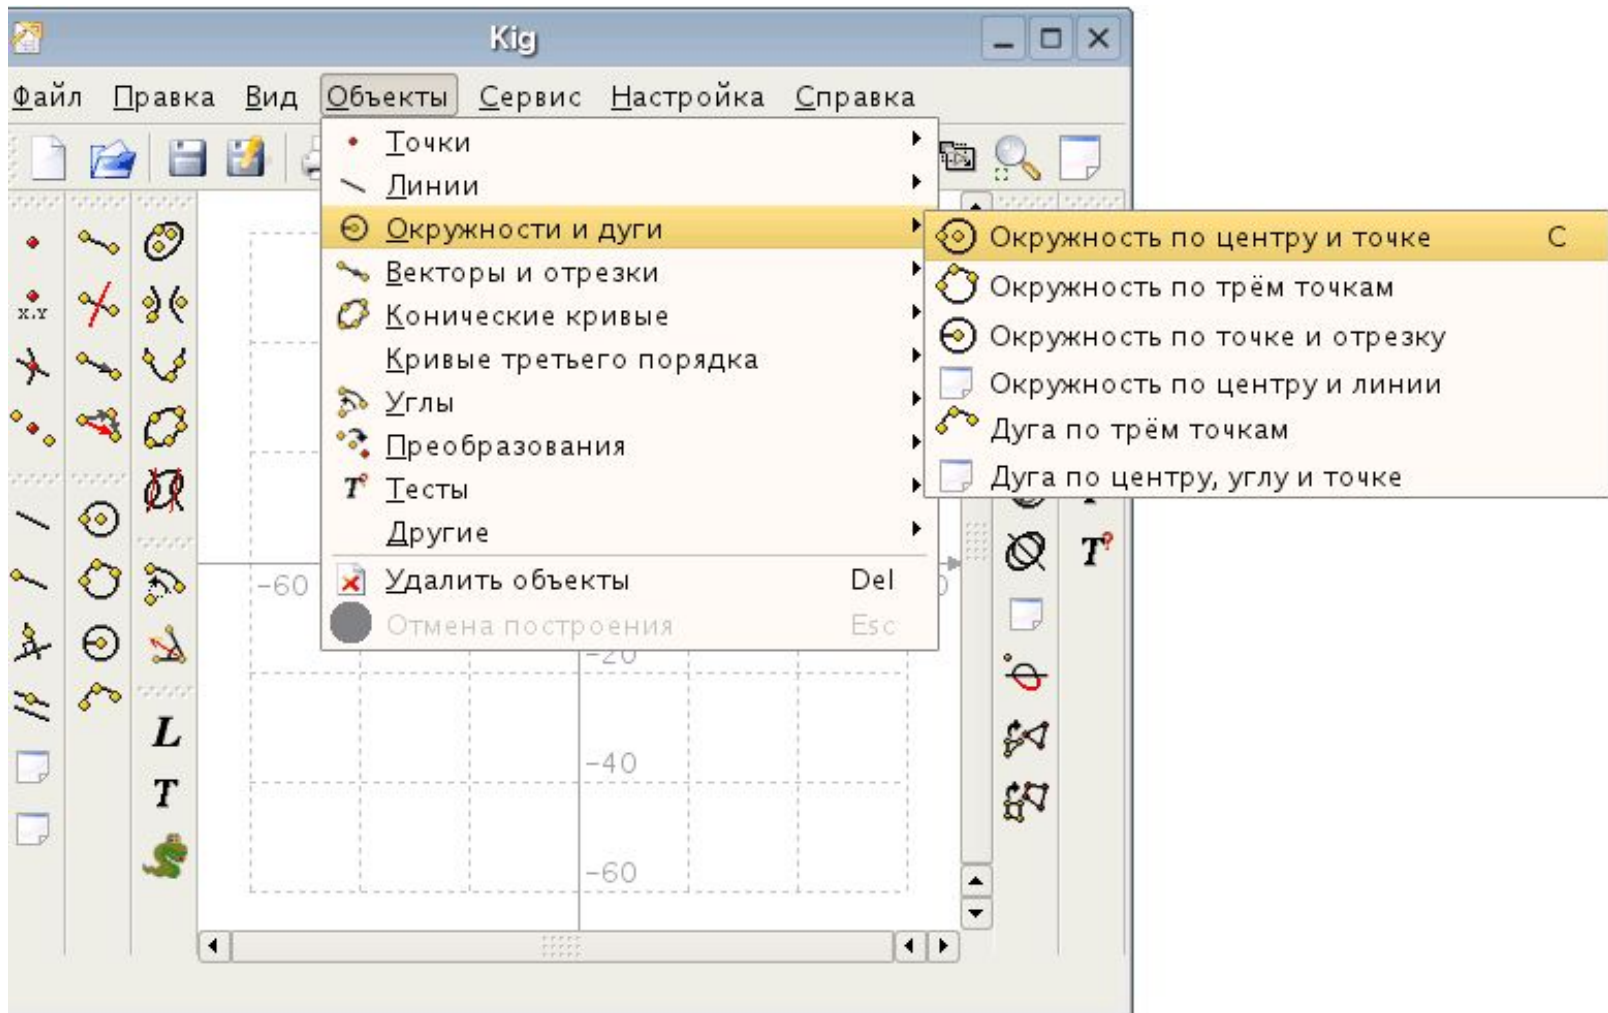 Kig
Файл Правка Вид Объекты Сервис Настройка Справка
Точки
Линии
Окружности и дуги
Векторы и отрезки
Конические кривые
Кривые третьего порядка
Углы
Преобразования
Тесты
Другие
Удалить объекты Del
Отмена построения Esc
Окружность по центру и точке C
Окружность по трём точкам
Окружность по точке и отрезку
Окружность по центру и линии
Дуга по трём точкам
Дуга по центру, углу и точке
X,Y
-60
-20
-40
-60
L
T
T?